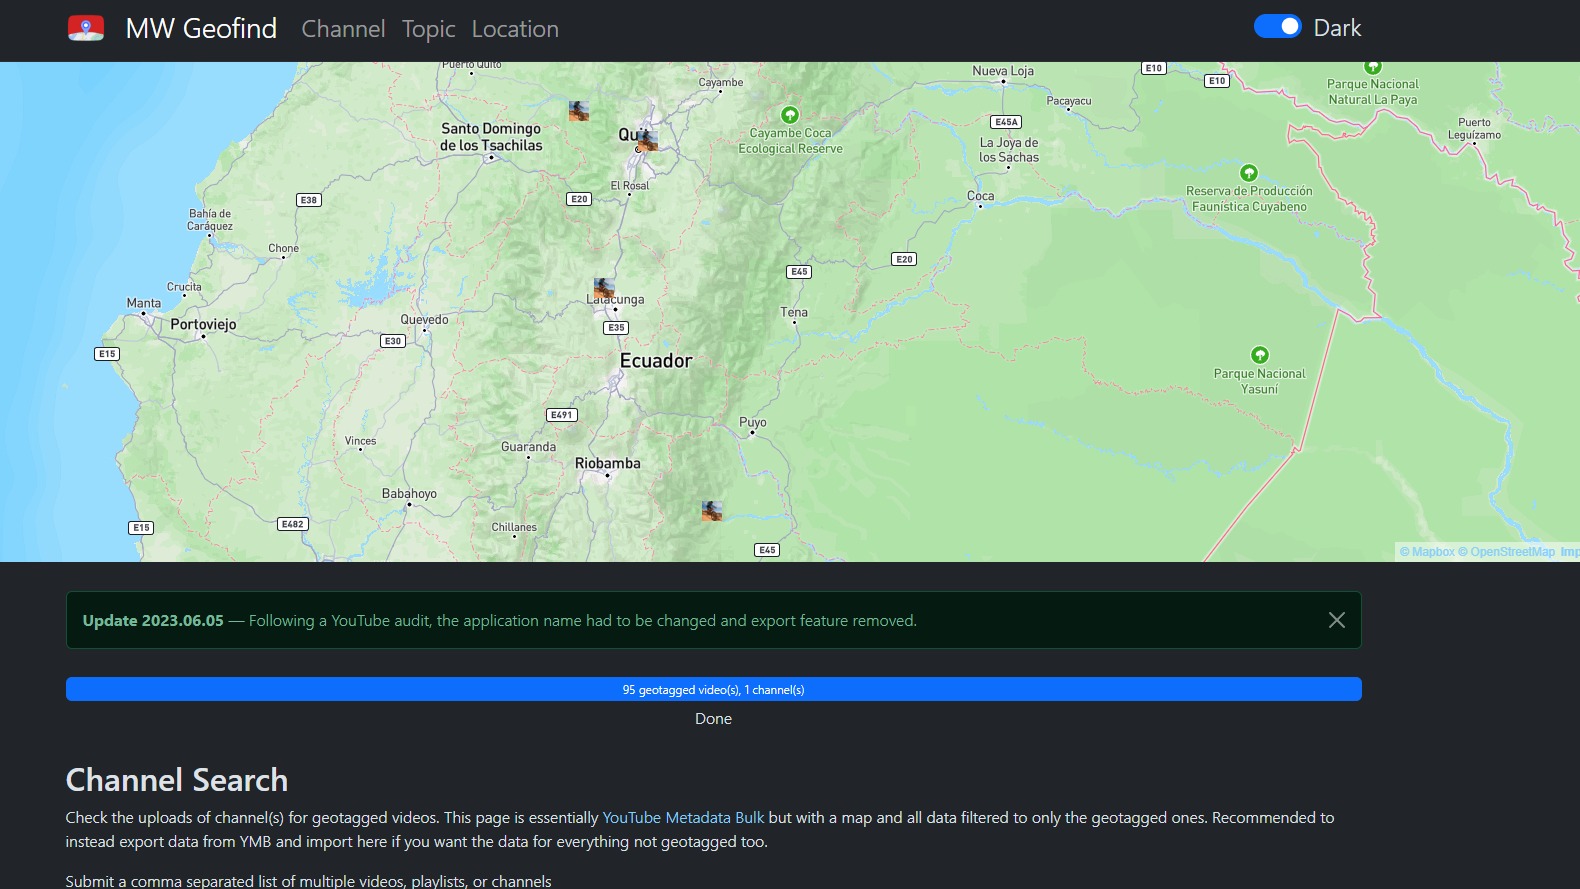 MW Geofind Channel Topic Location Dark
Puerto Quito
Cayambe
Nueva Loja
E10
E10
Parque Nacional
Natural La Paya
Pacayacu
Santo Domingo
de los Tsachilas
Cayambe Coca
Ecological Reserve
E45A
La Joya de
los Sachas
Puerto
Leguízamo
El Rosal
E20
E38
Coca
Reserva de Producción
Faunística Cuyabeno
Bahía de
Caráquez
Chone
E45
E20
Crucita
Manta
Portoviejo
Quevedo
Latacunga
Tena
E35
E30
E15
Ecuador
Parque Nacional
Yasuní
E491
Puyo
Vinces
Guaranda
Riobamba
Babahoyo
E15
E482
Chillanes
E45
© Mapbox © OpenStreetMap
Update 2023.06.05 — Following a YouTube audit, the application name had to be changed and export feature removed.
95 geotagged video(s), 1 channel(s)
Done
Channel Search
Check the uploads of channel(s) for geotagged videos. This page is essentially YouTube Metadata Bulk but with a map and all data filtered to only the geotagged ones. Recommended to
instead export data from YMB and import here if you want the data for everything not geotagged too.
Submit a comma separated list of multiple videos, playlists, or channels